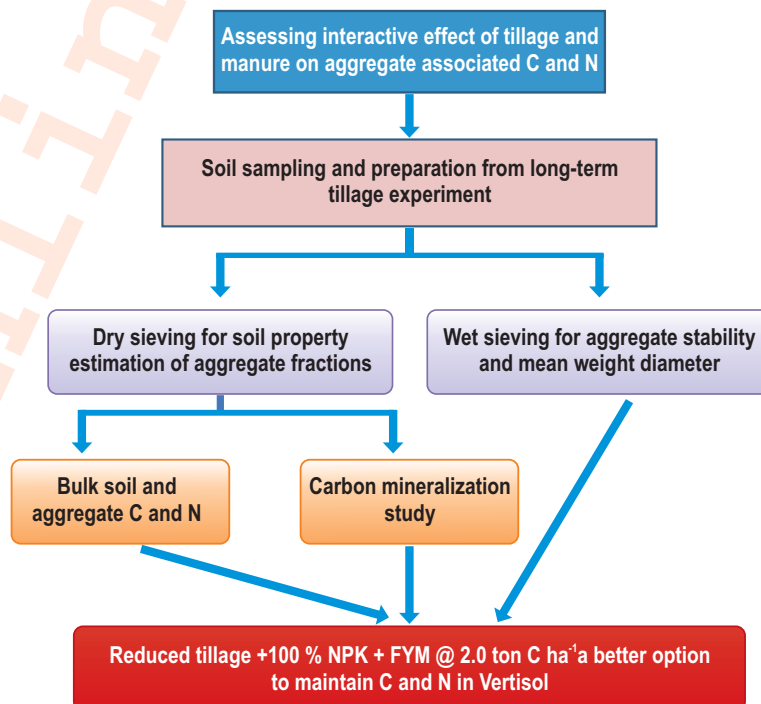 Assessing interactive effect of tillage and
manure on aggregate associated C and N
Soil sampling and preparation from long-term
tillage experiment
Dry sieving for soil property
estimation of aggregate fractions
Wet sieving for aggregate stability
and mean weight diameter
Bulk soil and
aggregate C and N
Carbon mineralization
study
Reduced tillage +100 % NPK + FYM @ 2.0 ton C ha⁻¹a better option
to maintain C and N in Vertisol